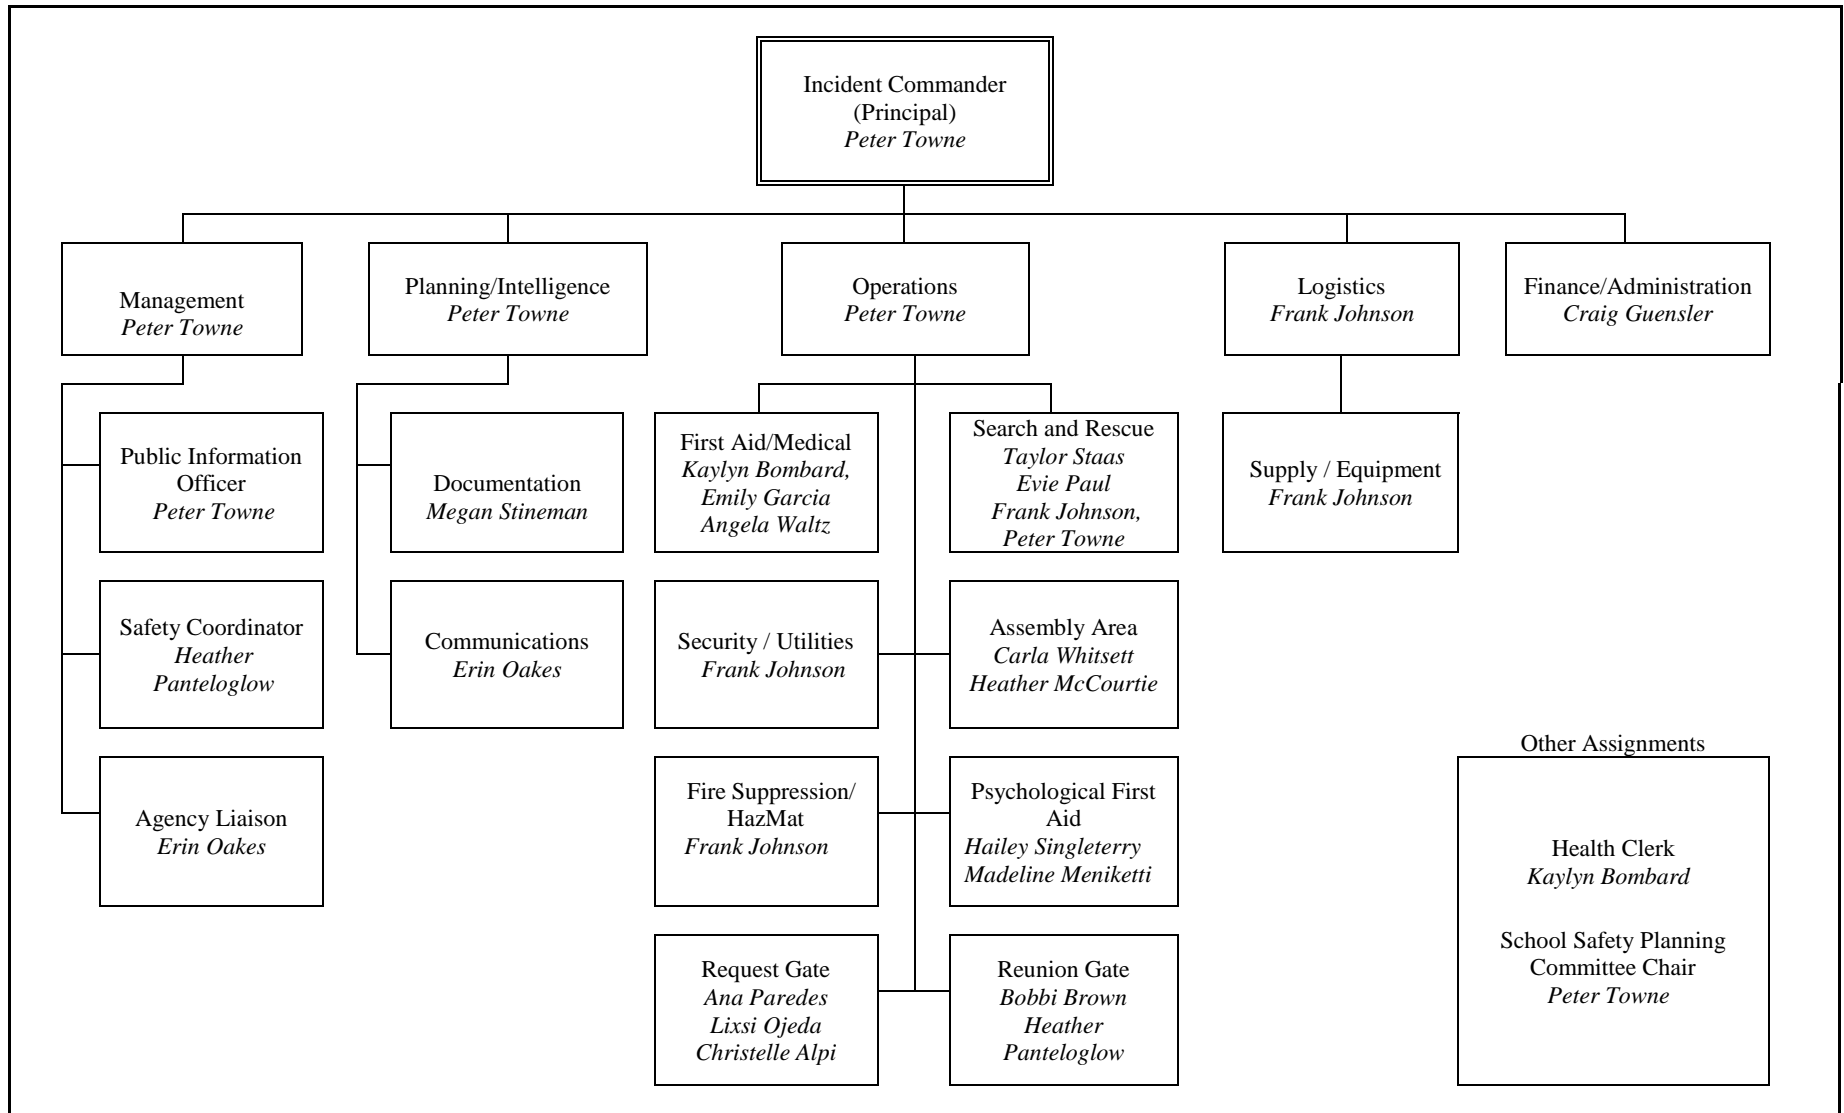 Incident Commander
(Principal)
Peter Towne
Management
Peter Towne
Planning/Intelligence
Peter Towne
Operations
Peter Towne
Logistics
Frank Johnson
Finance/Administration
Craig Guensler
Public Information
Officer
Peter Towne
Documentation
Megan Stineman
First Aid/Medical
Kaylyn Bombard,
Emily Garcia
Angela Waltz
Search and Rescue
Taylor Staas
Evie Paul
Frank Johnson,
Peter Towne
Supply / Equipment
Frank Johnson
Safety Coordinator
Heather
Panteloglow
Communications
Erin Oakes
Security / Utilities
Frank Johnson
Assembly Area
Carla Whitsett
Heather McCourtie
Agency Liaison
Erin Oakes
Fire Suppression/
HazMat
Frank Johnson
Psychological First
Aid
Hailey Singleterry
Madeline Meniketti
Request Gate
Ana Paredes
Lixsi Ojeda
Christelle Alpi
Reunion Gate
Bobbi Brown
Heather
Panteloglow
Other Assignments
Health Clerk
Kaylyn Bombard
School Safety Planning
Committee Chair
Peter Towne